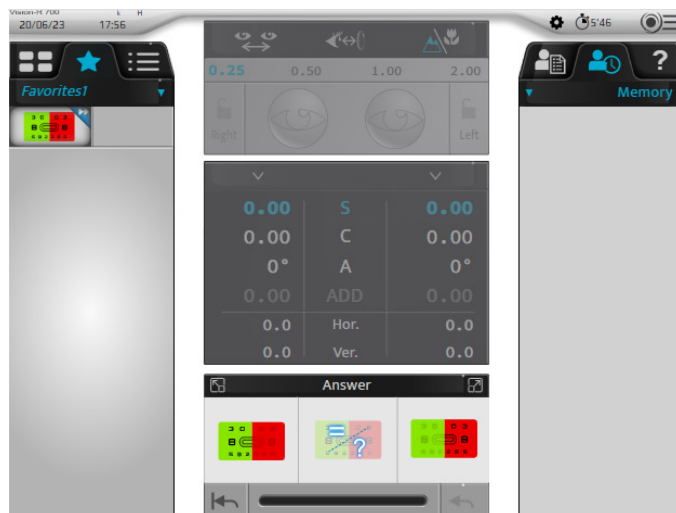 Vision-R 700
20/06/23 17:56
5'46
?
Favorites1
Memory
0.25 0.50 1.00 2.00
Right Left
0.00 S 0.00
0.00 C 0.00
0° A 0°
0.00 ADD 0.00
0.0 Hor. 0.0
0.0 Ver. 0.0
Answer
?